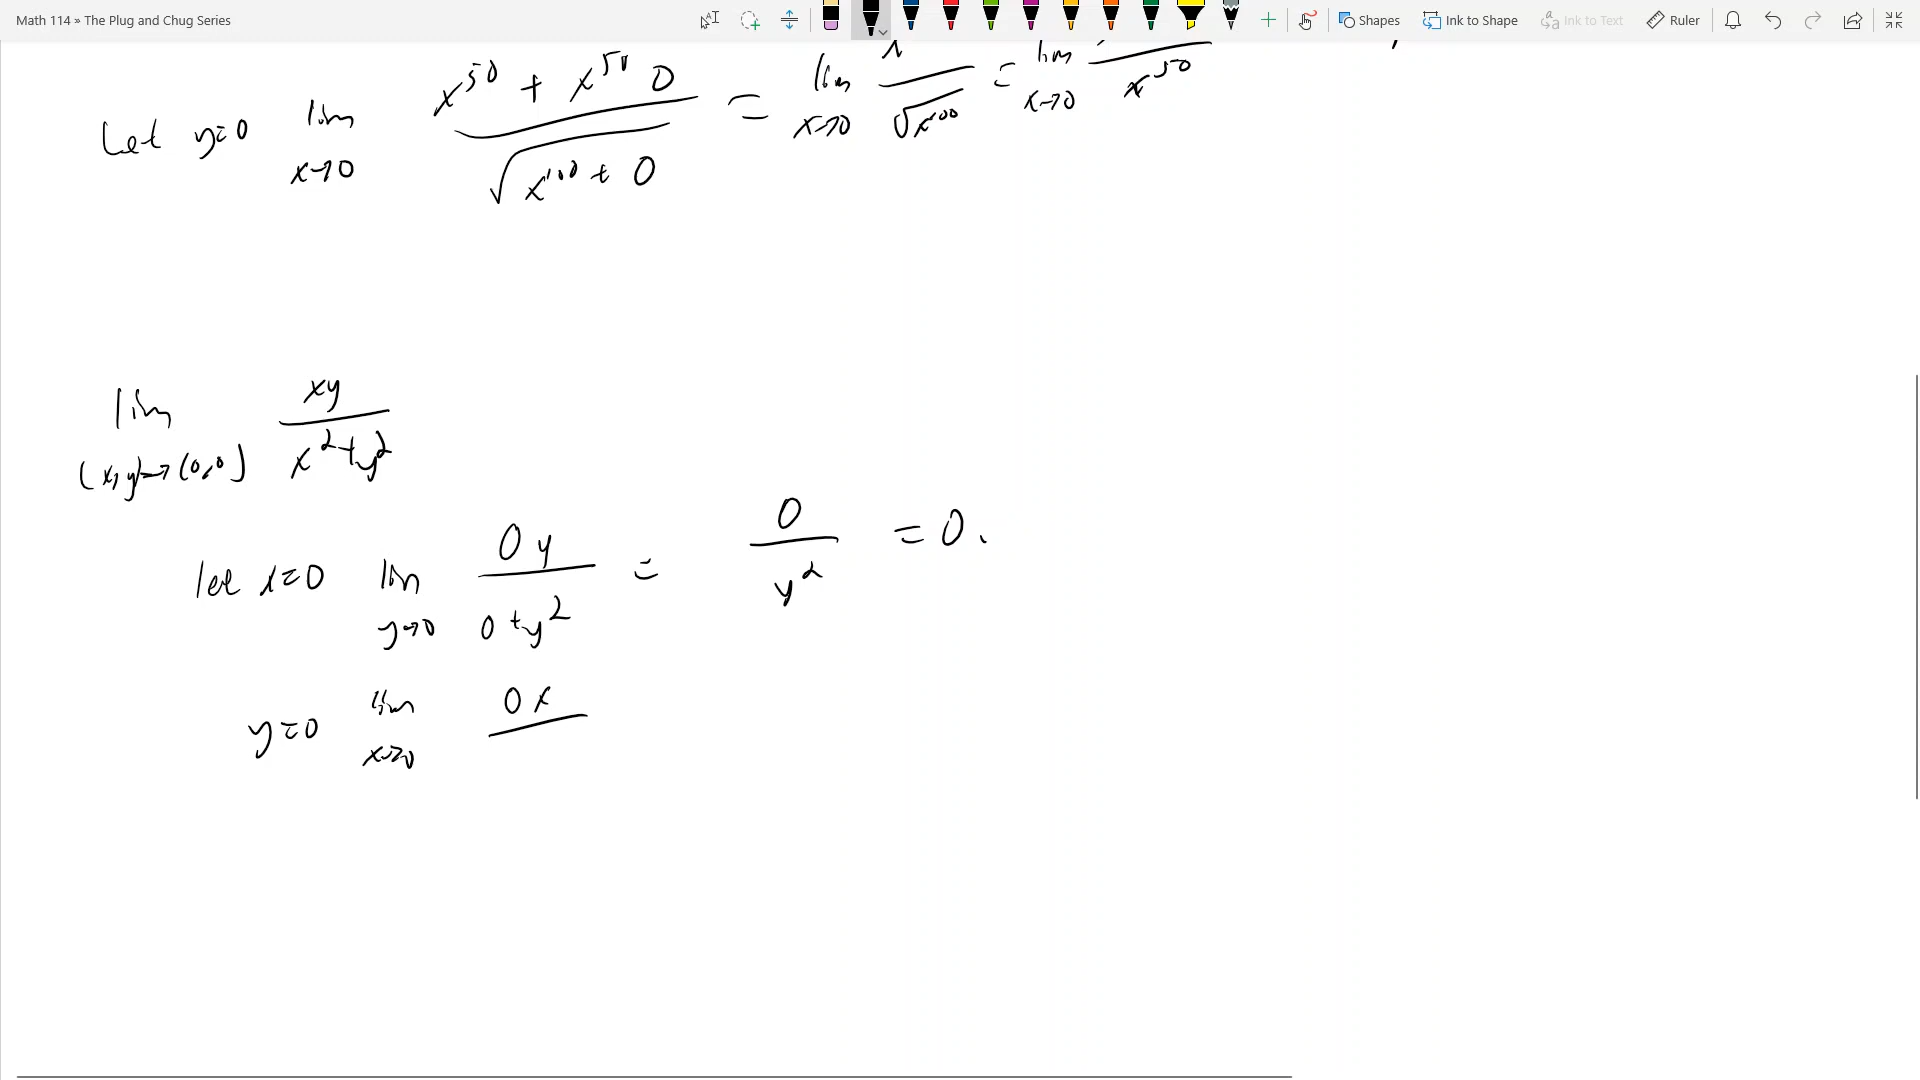 Math 114 » The Plug and Chug Series
Shapes
Ink to Shape
Ink to Text
Ruler
Let y=0 lim x→0 (x^50 + x^50 0)/√(x^100 + 0) = lim x→0 x/√(x^100) = lim x→0 /x^50
lim (x,y)→(0,0) xy/(x^2+y^2)
let x=0 lim y→0 0y/(0+y^2) = 0/y^2 = 0.
y=0 lim x→0 0x